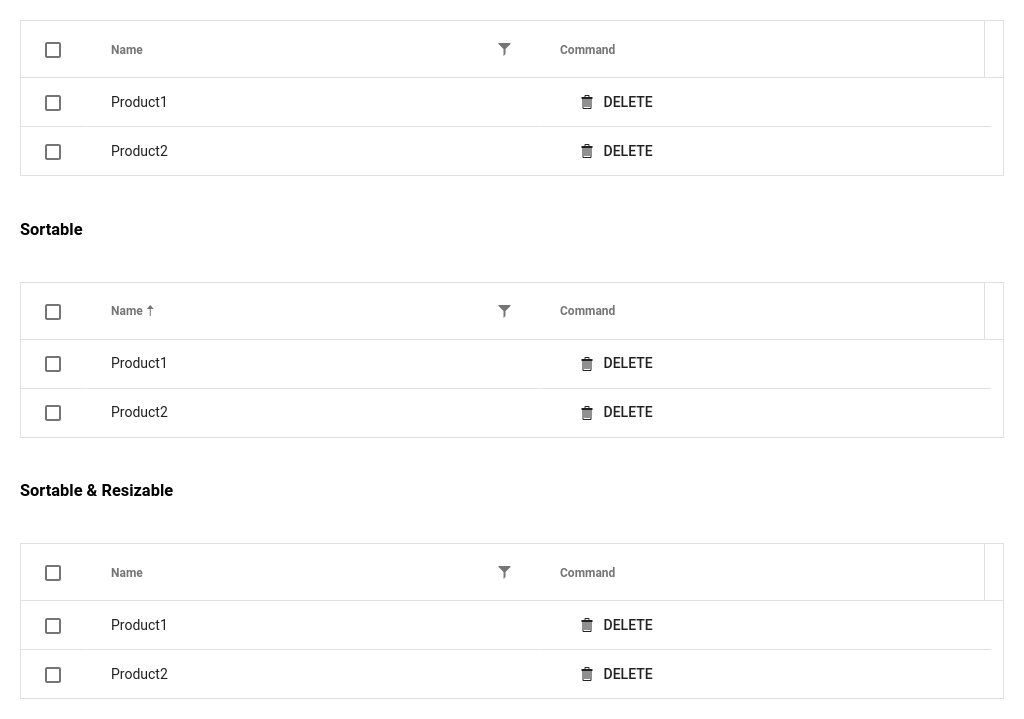 Name Command
Product1 DELETE
Product2 DELETE
Sortable
Name Command
Product1 DELETE
Product2 DELETE
Sortable & Resizable
Name Command
Product1 DELETE
Product2 DELETE